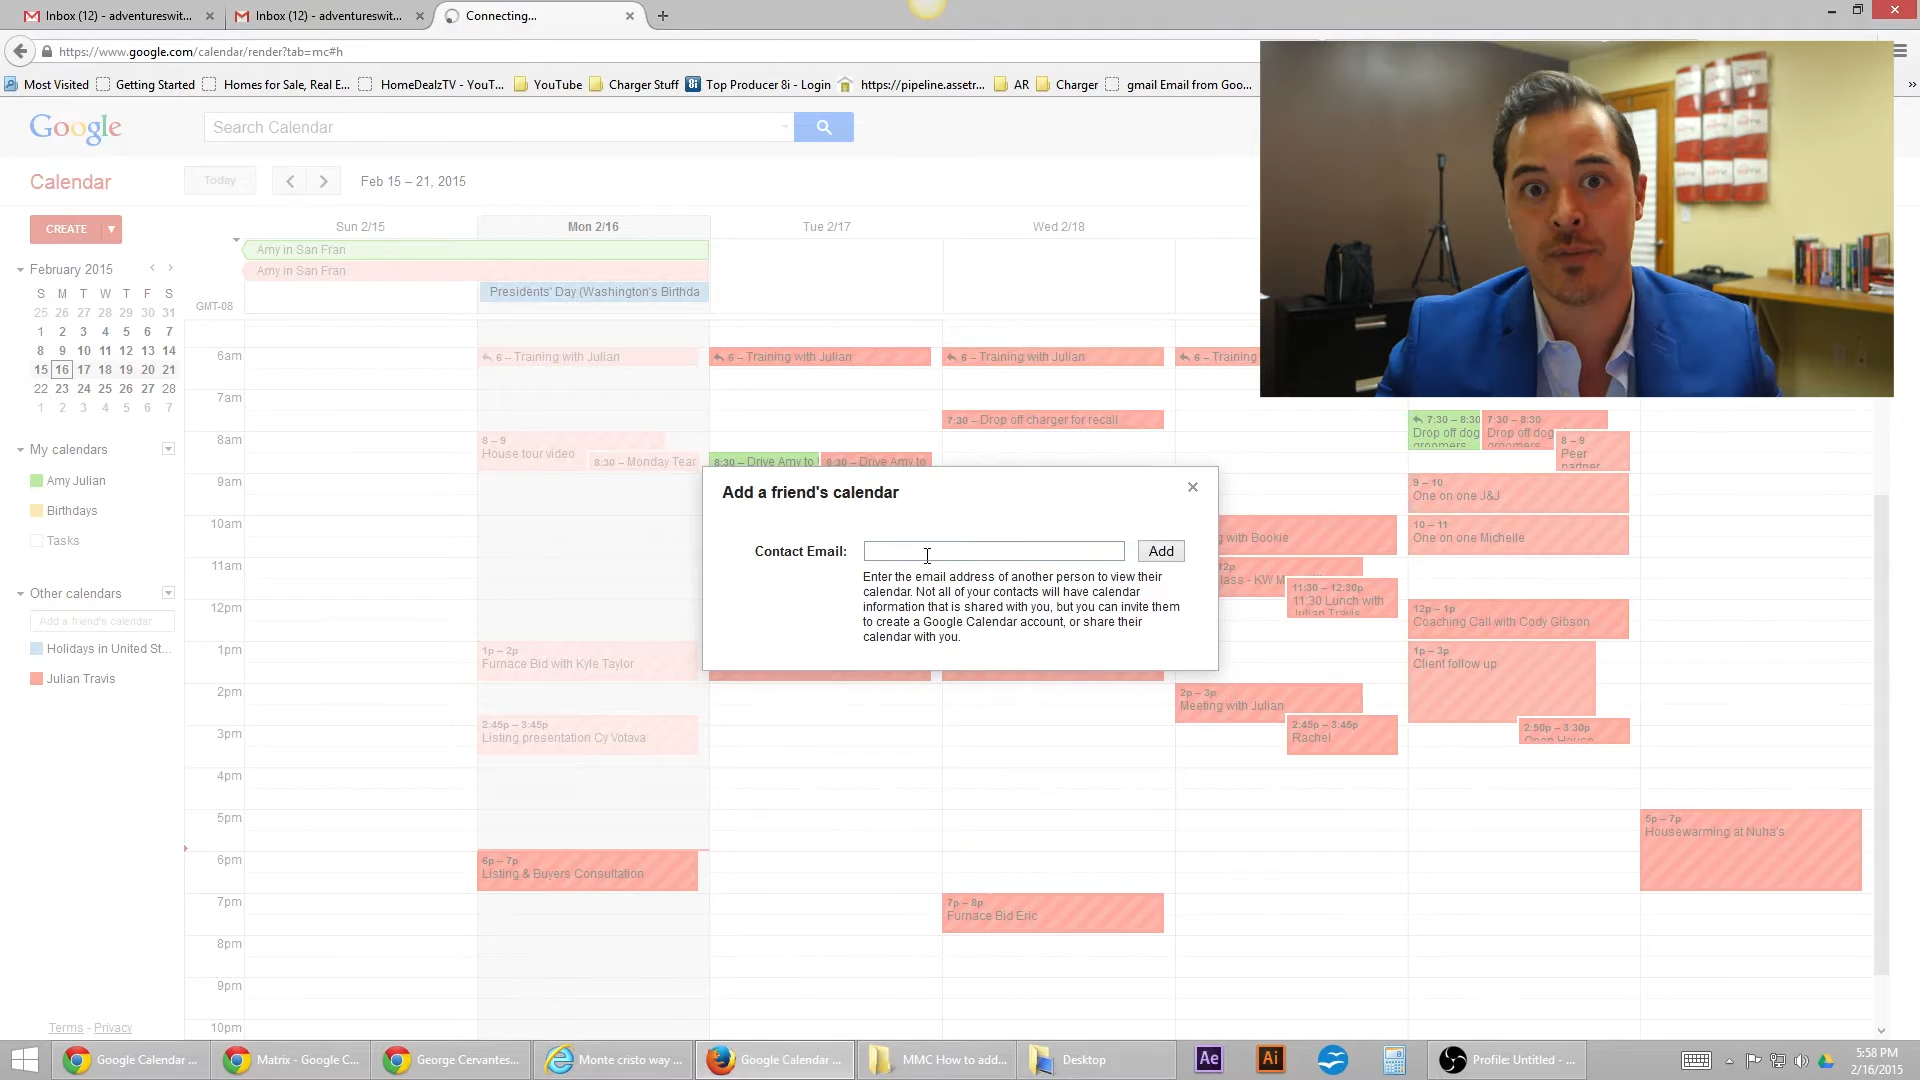 Inbox (12) - adventureswit...
Inbox (12) - adventureswit...
Connecting...
https://www.google.com/calendar/render?tab=mc#h
Most Visited
Getting Started
Homes for Sale, Real E...
HomeDealzTV - YouT...
YouTube
Charger Stuff
8i Top Producer 8i - Login
https://pipeline.assetr...
AR
Charger
gmail Email from Goo...
Google
Search Calendar
Calendar
Today
Feb 15 – 21, 2015
CREATE
Sun 2/15
Mon 2/16
Tue 2/17
Wed 2/18
Amy in San Fran
Amy in San Fran
Presidents' Day (Washington's Birthda
GMT-08
February 2015
S M T W T F S
25 26 27 28 29 30 31
1 2 3 4 5 6 7
8 9 10 11 12 13 14
15 16 17 18 19 20 21
22 23 24 25 26 27 28
1 2 3 4 5 6 7
My calendars
Amy Julian
Birthdays
Tasks
Other calendars
Add a friend's calendar
Holidays in United St...
Julian Travis
Terms - Privacy
6am
7am
8am
9am
10am
11am
12pm
1pm
2pm
3pm
4pm
5pm
6pm
7pm
8pm
9pm
10pm
6 – Training with Julian
6 – Training with Julian
6 – Training with Julian
6 – Training
7:30 – Drop off charger for recall
7:30 – 8:30
Drop off dog
groomers
7:30 – 8:30
Drop off dog
groomers
8 – 9
Peer
partner
8 – 9
House tour video
8:30 – Monday Tear
8:30 – Drive Amy to
8:30 – Drive Amy to
9 – 10
One on one J&J
10 – 11
One on one Michelle
g with Bookie
12p
lass - KW M
11:30 – 12:30p
11:30 Lunch with
Julian Travis
12p – 1p
Coaching Call with Cody Gibson
1p – 2p
Furnace Bid with Kyle Taylor
1p – 3p
Client follow up
2p – 3p
Meeting with Julian
2:45p – 3:45p
Rachel
2:50p – 3:30p
Open House
2:45p – 3:45p
Listing presentation Cy Votava
5p – 7p
Housewarming at Nuha's
6p – 7p
Listing & Buyers Consultation
7p – 8p
Furnace Bid Eric
Add a friend's calendar
Contact Email:
Add
Enter the email address of another person to view their
calendar. Not all of your contacts will have calendar
information that is shared with you, but you can invite them
to create a Google Calendar account, or share their
calendar with you.
Google Calendar ...
Matrix - Google C...
George Cervantes...
Monte cristo way ...
Google Calendar ...
MMC How to add...
Desktop
Ae
Ai
Profile: Untitled - ...
5:58 PM
2/16/2015